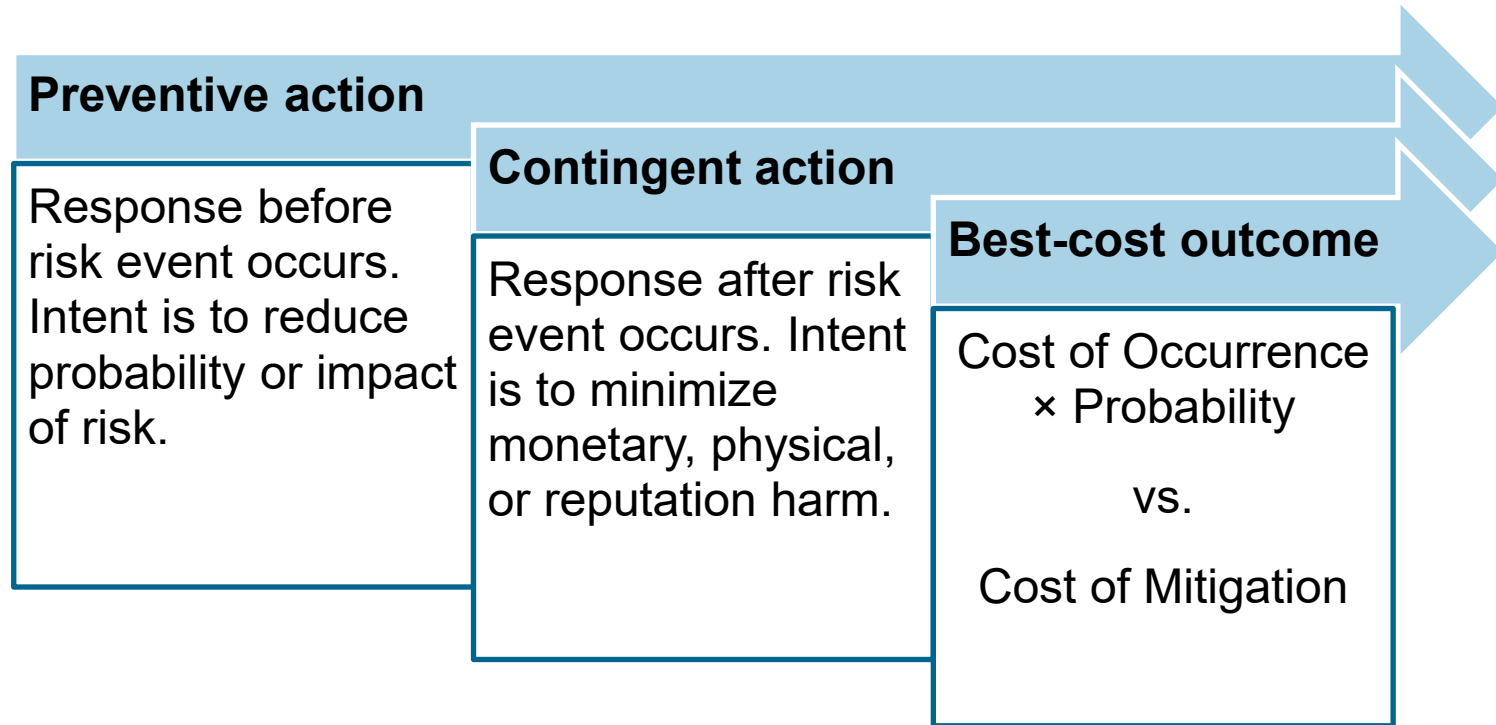 Preventive action
Response before
risk event occurs.
Intent is to reduce
probability or impact
of risk.
Contingent action
Response after risk
event occurs. Intent
is to minimize
monetary, physical,
or reputation harm.
Best-cost outcome
Cost of Occurrence
× Probability
vs.
Cost of Mitigation